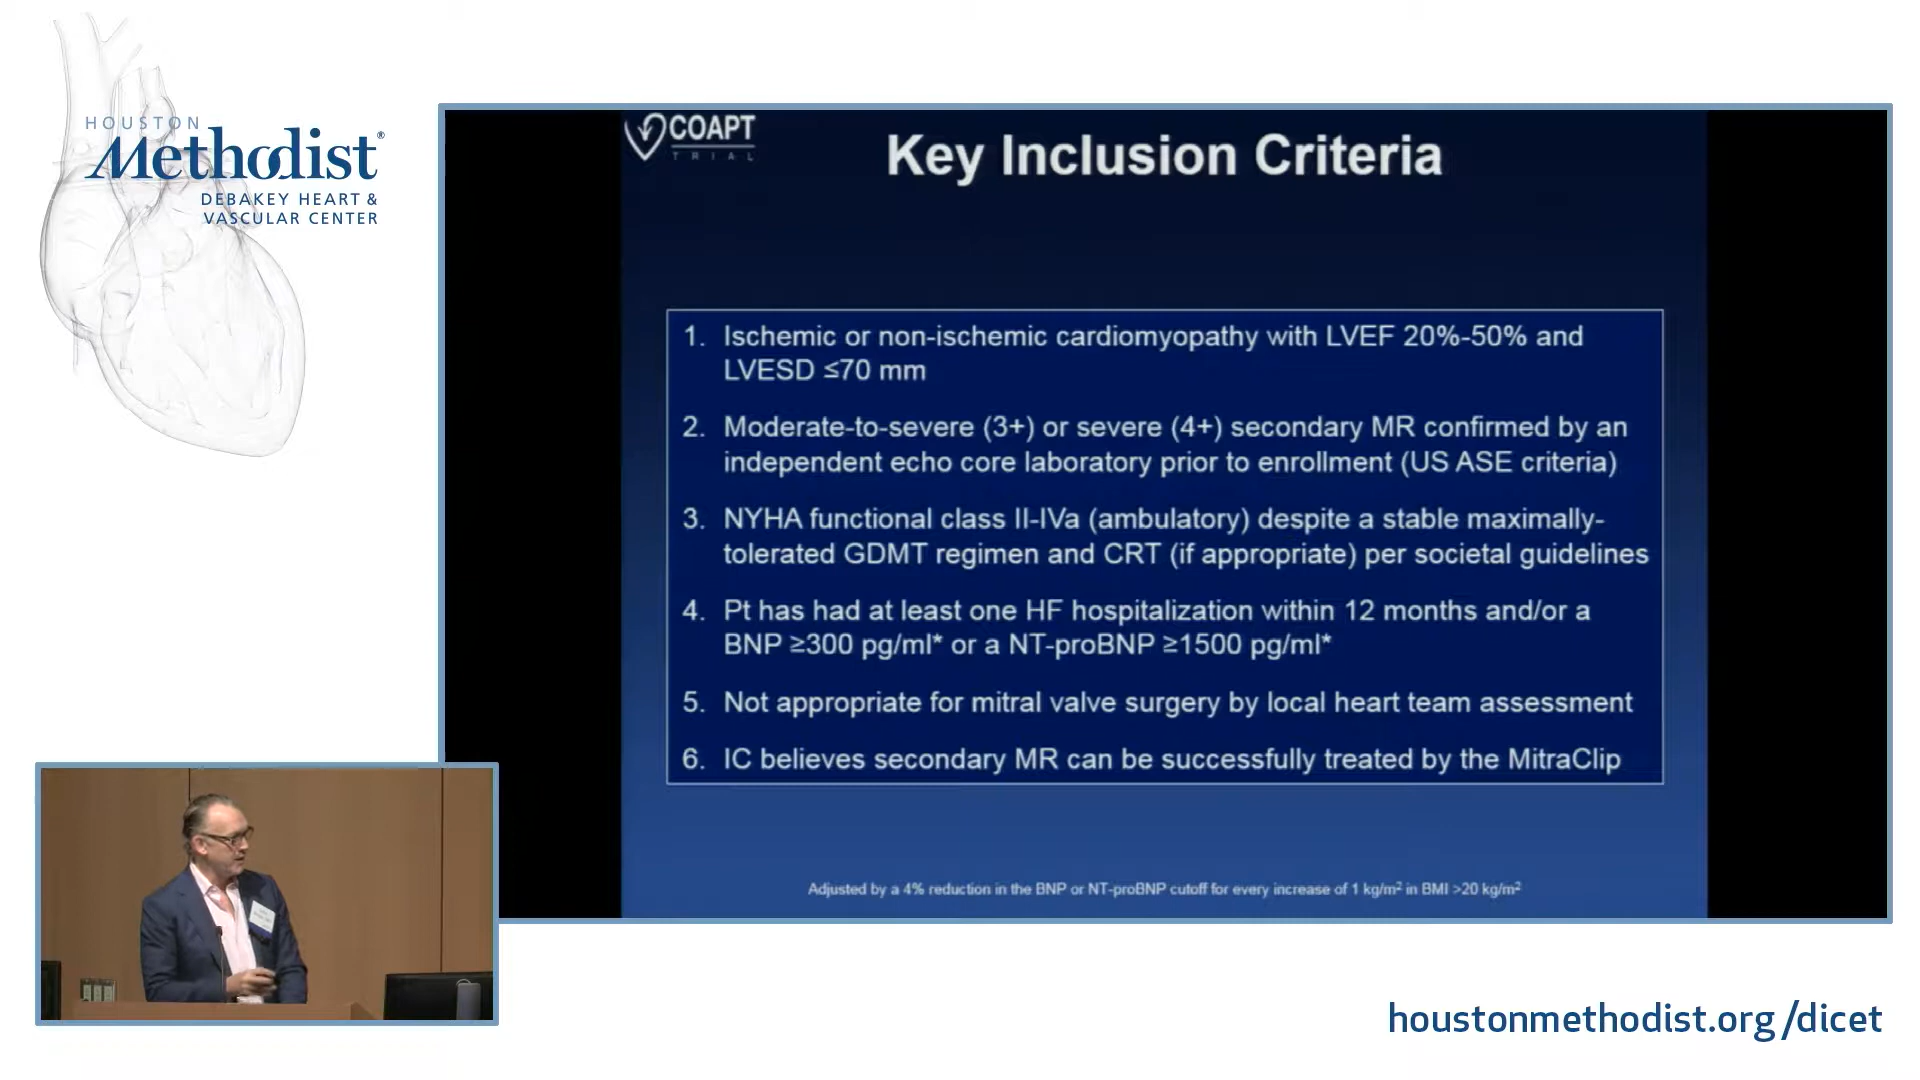 HOUSTON
Methodist®
DEBAKEY HEART &
VASCULAR CENTER
COAPT
TRIAL
Key Inclusion Criteria
1. Ischemic or non-ischemic cardiomyopathy with LVEF 20%-50% and
LVESD ≤70 mm
2. Moderate-to-severe (3+) or severe (4+) secondary MR confirmed by an
independent echo core laboratory prior to enrollment (US ASE criteria)
3. NYHA functional class II-IVa (ambulatory) despite a stable maximally-
tolerated GDMT regimen and CRT (if appropriate) per societal guidelines
4. Pt has had at least one HF hospitalization within 12 months and/or a
BNP ≥300 pg/ml* or a NT-proBNP ≥1500 pg/ml*
5. Not appropriate for mitral valve surgery by local heart team assessment
6. IC believes secondary MR can be successfully treated by the MitraClip
Adjusted by a 4% reduction in the BNP or NT-proBNP cutoff for every increase of 1 kg/m² in BMI >20 kg/m²
houstonmethodist.org/dicet